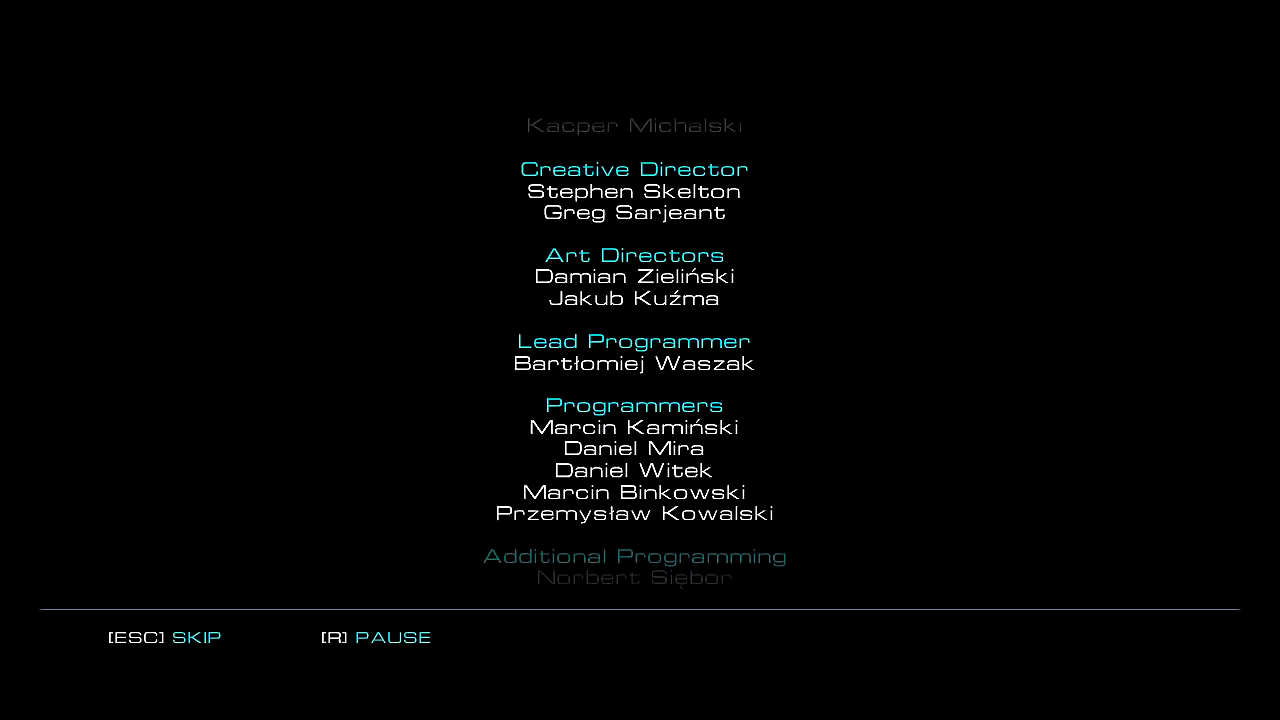 Kacper Michalski
Creative Director
Stephen Skelton
Greg Sarjeant
Art Directors
Damian Zieliński
Jakub Kuźma
Lead Programmer
Bartłomiej Waszak
Programmers
Marcin Kamiński
Daniel Mira
Daniel Witek
Marcin Binkowski
Przemysław Kowalski
Additional Programming
Norbert Siębor
[ESC] SKIP
[R] PAUSE